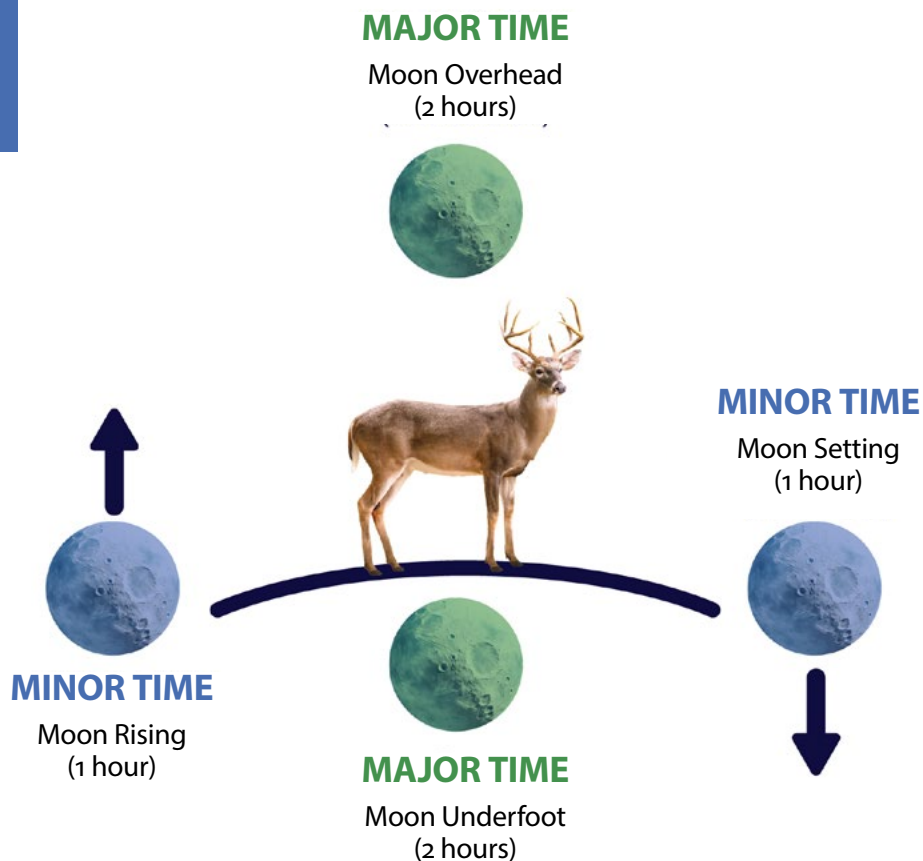 MAJOR TIME
Moon Overhead
(2 hours)
MINOR TIME
Moon Setting
(1 hour)
MINOR TIME
Moon Rising
(1 hour)
MAJOR TIME
Moon Underfoot
(2 hours)